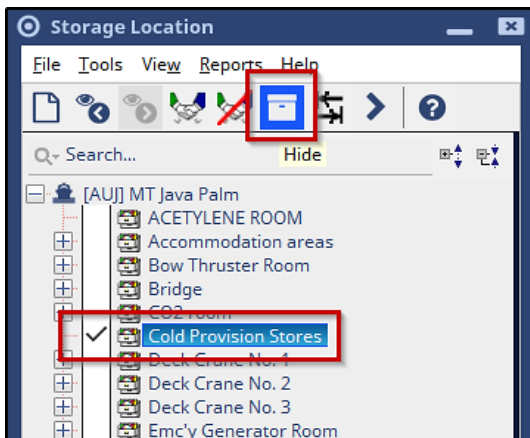 Storage Location
File Tools View Reports Help
Search...
Hide
[AUJ] MT Java Palm
ACETYLENE ROOM
Accommodation areas
Bow Thruster Room
Bridge
CO2 room
Cold Provision Stores
Deck Crane No. 1
Deck Crane No. 2
Deck Crane No. 3
Emc'y Generator Room